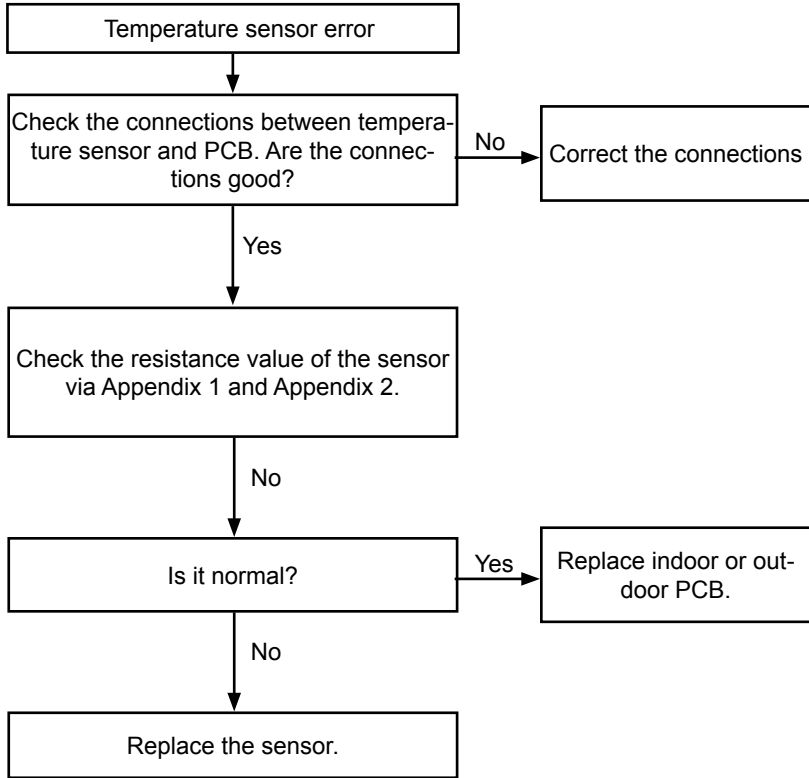 Temperature sensor error
Check the connections between tempera-
ture sensor and PCB. Are the connec-
tions good?
No
Correct the connections
Yes
Check the resistance value of the sensor
via Appendix 1 and Appendix 2.
No
Is it normal?
Yes
Replace indoor or out-
door PCB.
No
Replace the sensor.